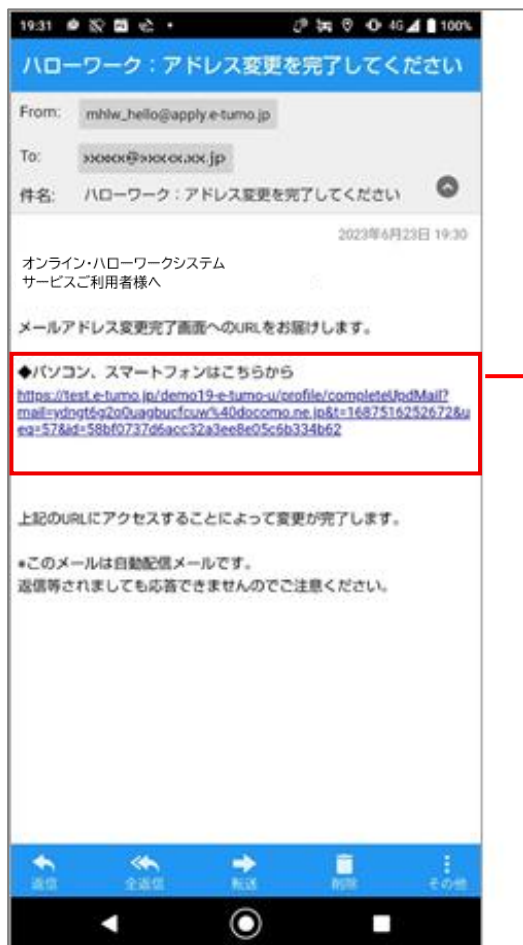 19:31
4G
100%
ハローワーク：アドレス変更を完了してください
From: mhlw_hello@apply.e-tumo.jp
To:
件名: ハローワーク：アドレス変更を完了してください
2023年6月23日 19:30
オンライン・ハローワークシステム
サービスご利用者様へ
メールアドレス変更完了画面へのURLをお届けします。
◆パソコン、スマートフォンはこちらから
https://test.e-tumo.jp/demo19-e-tumo-u/profile/completeUpdMail?
mail=ydngt6g2o0uagbucfcuw%40docomo.ne.jp&t=1687516252672&u
eq=57&id=58bf0737d6acc32a3ee8e05c6b334b62
上記のURLにアクセスすることによって変更が完了します。
*このメールは自動配信メールです。
返信等されましても応答できませんのでご注意ください。
返信 全返信 転送 削除 その他